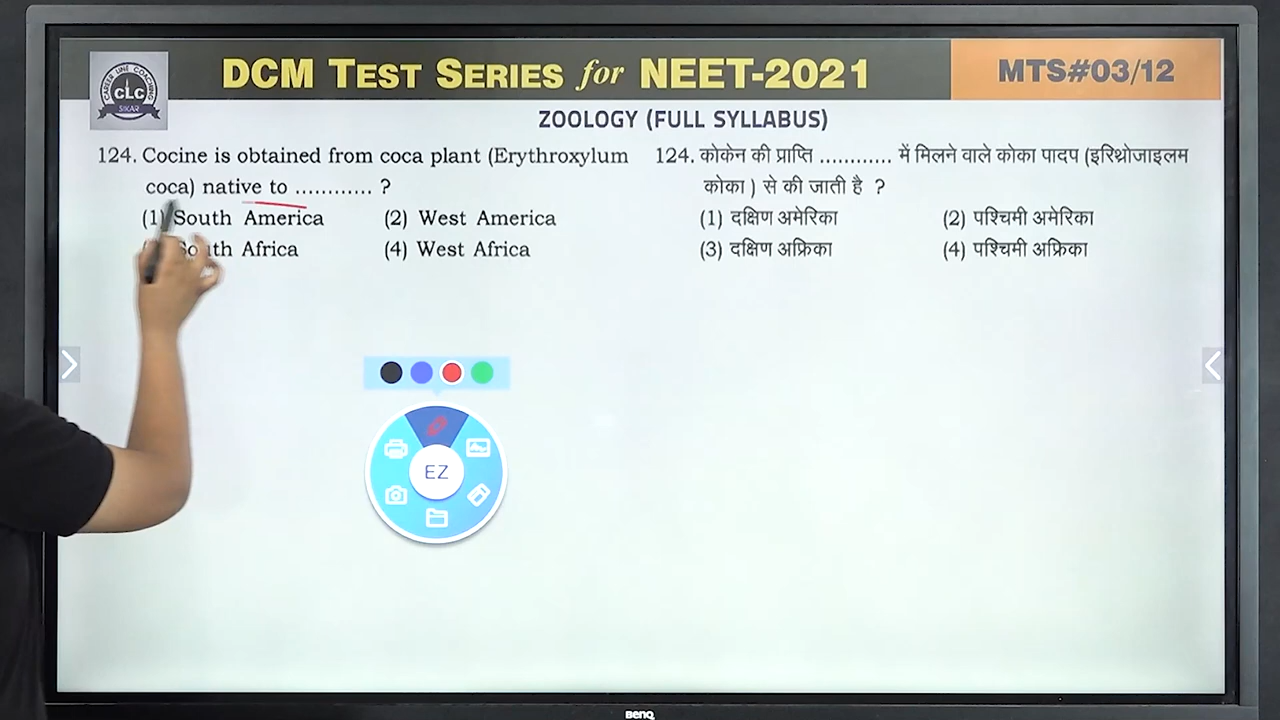 DCM TEST SERIES for NEET-2021
MTS#03/12
CAREER LINE COACHING
CLC
SIKAR
ZOOLOGY (FULL SYLLABUS)
124. Cocine is obtained from coca plant (Erythroxylum
coca) native to ............ ?
(1) South America (2) West America
South Africa (4) West Africa
124. कोकेन की प्राप्ति ............ में मिलने वाले कोका पादप (इरिथ्रोजाइलम
कोका ) से की जाती है ?
(1) दक्षिण अमेरिका (2) पश्चिमी अमेरिका
(3) दक्षिण अफ्रिका (4) पश्चिमी अफ्रिका
EZ
BenQ